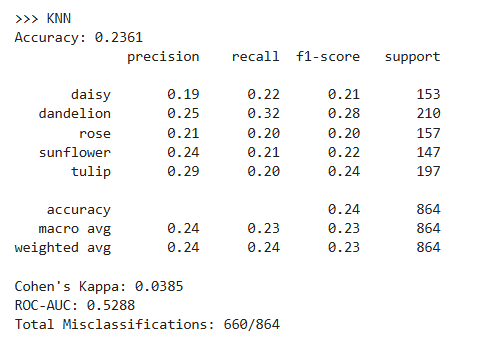 >>> KNN
Accuracy: 0.2361
precision recall f1-score support
daisy 0.19 0.22 0.21 153
dandelion 0.25 0.32 0.28 210
rose 0.21 0.20 0.20 157
sunflower 0.24 0.21 0.22 147
tulip 0.29 0.20 0.24 197
accuracy 0.24 864
macro avg 0.24 0.23 0.23 864
weighted avg 0.24 0.24 0.23 864
Cohen's Kappa: 0.0385
ROC-AUC: 0.5288
Total Misclassifications: 660/864